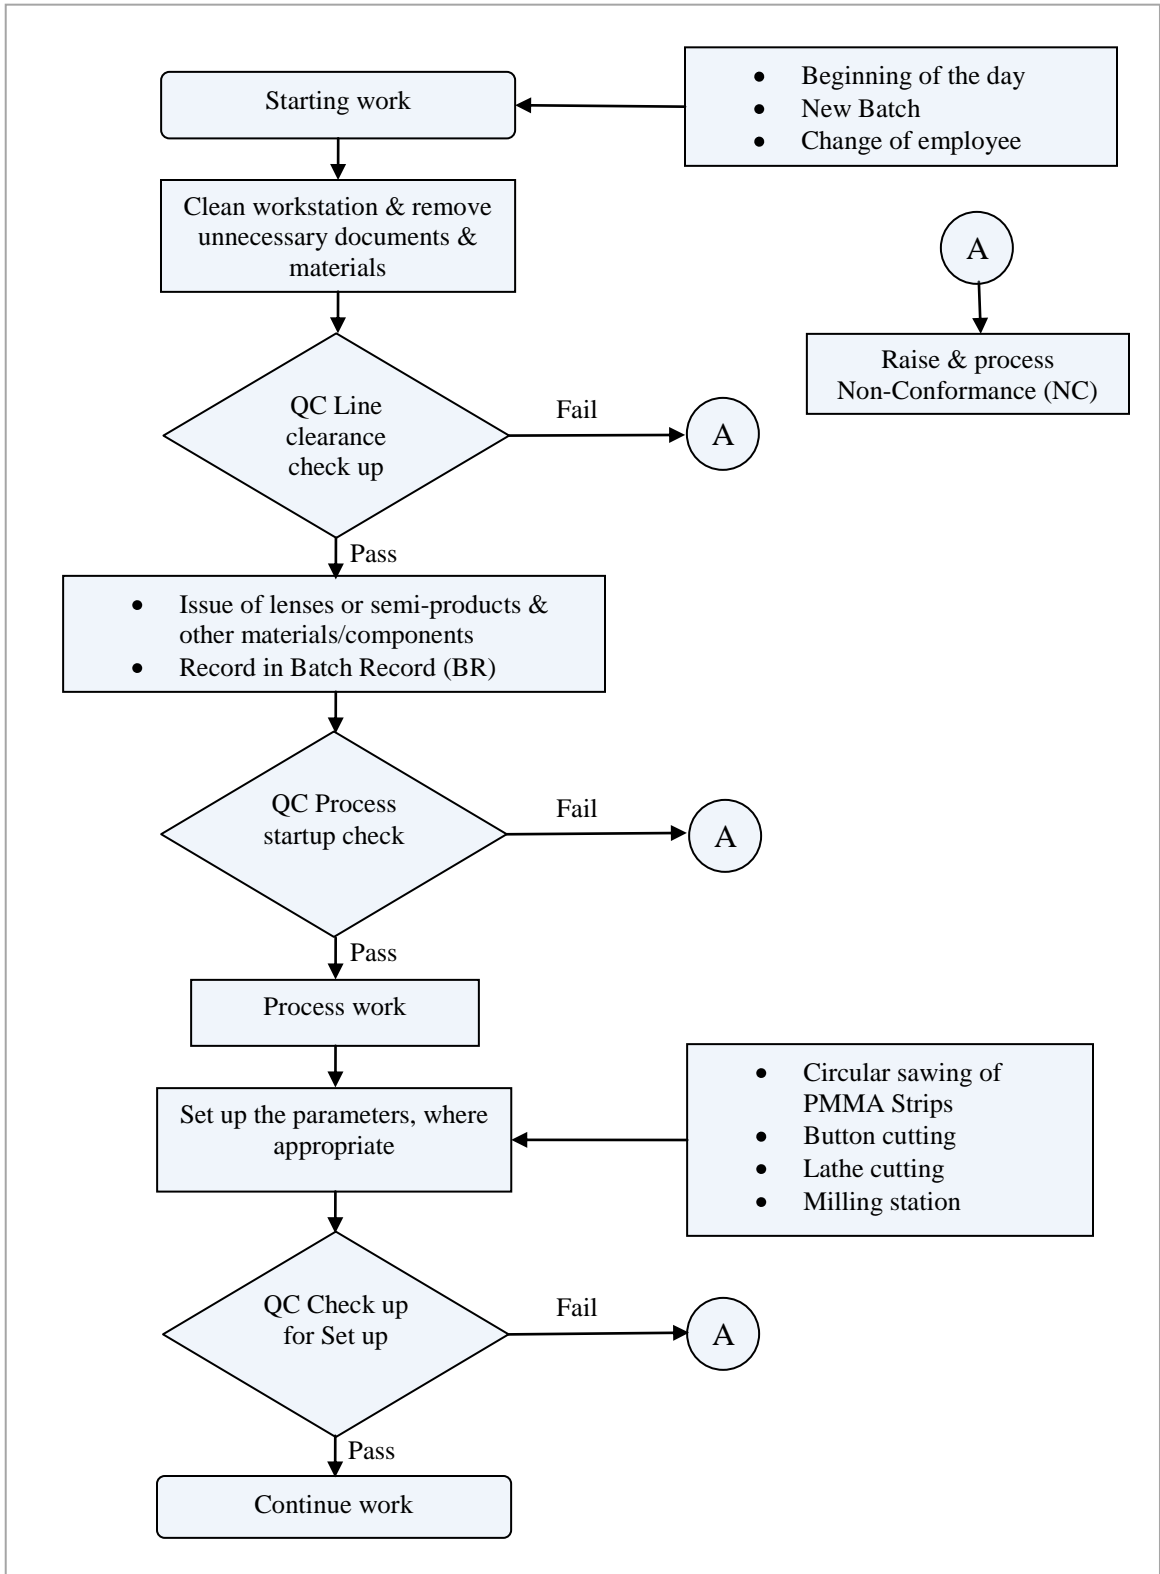 Starting work
• Beginning of the day
• New Batch
• Change of employee
Clean workstation & remove
unnecessary documents &
materials
A
Raise & process
Non-Conformance (NC)
QC Line
clearance
check up
Fail
A
Pass
• Issue of lenses or semi-products &
other materials/components
• Record in Batch Record (BR)
QC Process
startup check
Fail
A
Pass
Process work
Set up the parameters, where
appropriate
• Circular sawing of
PMMA Strips
• Button cutting
• Lathe cutting
• Milling station
QC Check up
for Set up
Fail
A
Pass
Continue work